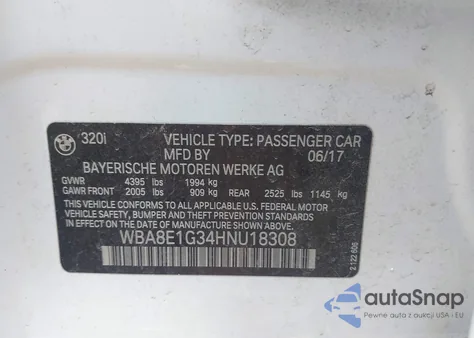 320i VEHICLE TYPE: PASSENGER CAR
MFD BY 06/17
BAYERISCHE MOTOREN WERKE AG
GVWR 4395 lbs 1994 kg
GAWR FRONT 2005 lbs 909 kg REAR 2525 lbs 1145 kg
THIS VEHICLE CONFORMS TO ALL APPLICABLE U.S. FEDERAL MOTOR
VEHICLE SAFETY, BUMPER, AND THEFT PREVENTION STANDARDS IN
EFFECT ON THE DATE OF MANUFACTURE SHOWN ABOVE.
WBA8E1G34HNU18308
2 122 606
autoSnap
Pewne auta z USA i EU